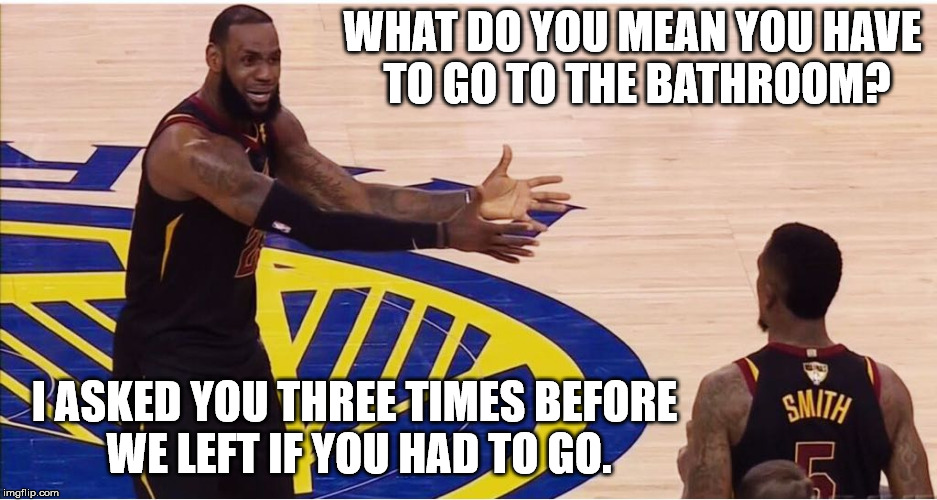 WHAT DO YOU MEAN YOU HAVE
TO GO TO THE BATHROOM?
SMITH
5
I ASKED YOU THREE TIMES BEFORE
WE LEFT IF YOU HAD TO GO.
imgflip.com